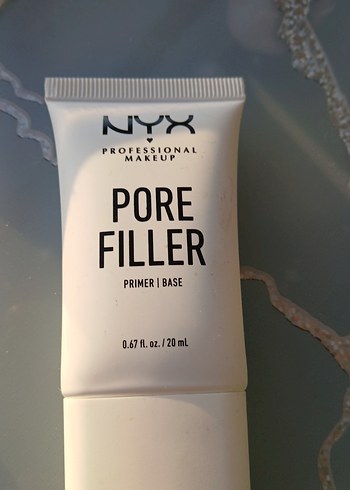 NYX
PROFESSIONAL
MAKEUP
PORE
FILLER
PRIMER | BASE
0.67 fl. oz. / 20 mL